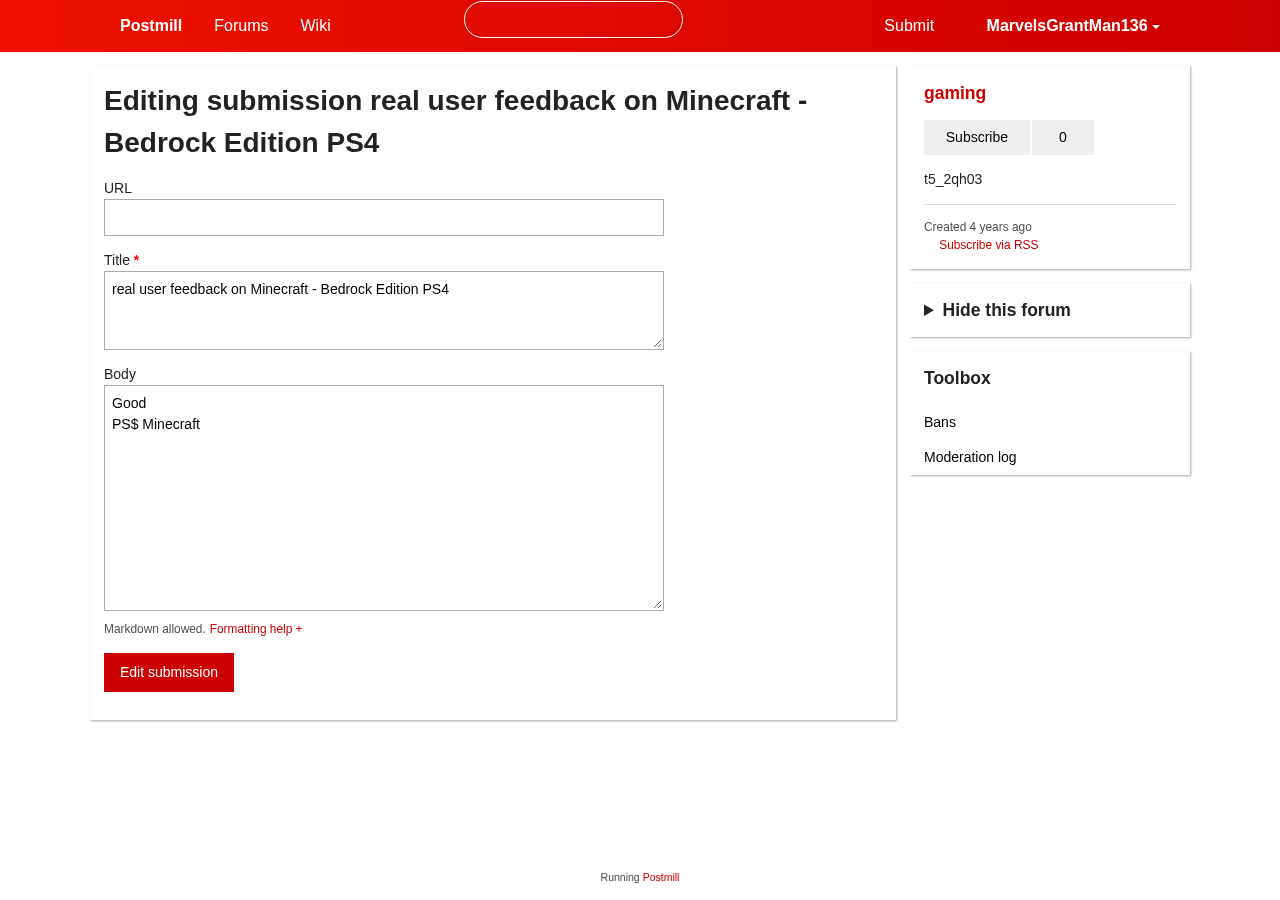 Postmill Forums Wiki Submit MarvelsGrantMan136
Editing submission real user feedback on Minecraft -
Bedrock Edition PS4
URL
Title *
real user feedback on Minecraft - Bedrock Edition PS4
Body
Good
PS$ Minecraft
Markdown allowed. Formatting help +
Edit submission
gaming
Subscribe 0
t5_2qh03
Created 4 years ago
Subscribe via RSS
Hide this forum
Toolbox
Bans
Moderation log
Running Postmill